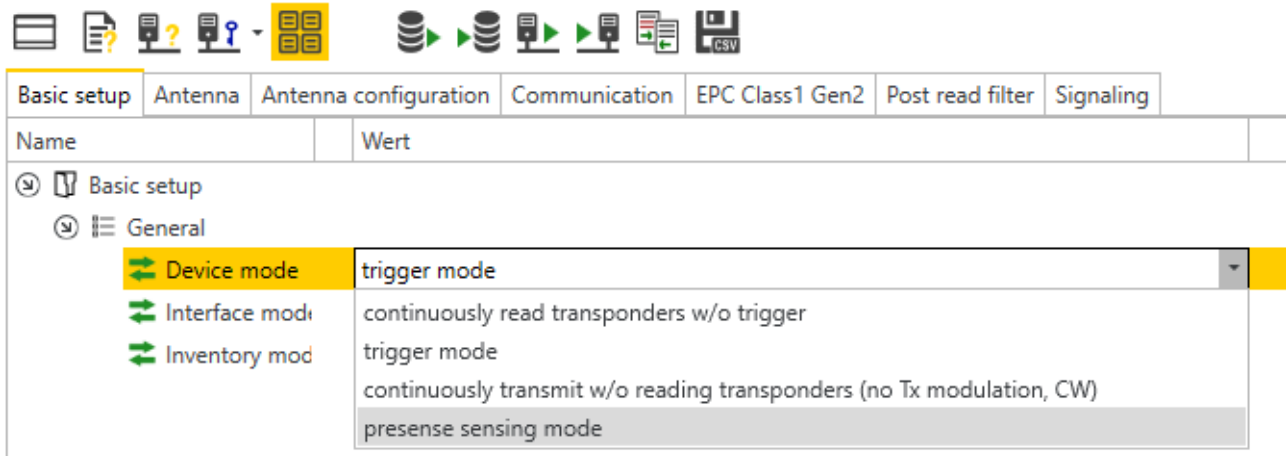 CSV
Basic setup Antenna Antenna configuration Communication EPC Class1 Gen2 Post read filter Signaling
Name Wert
Basic setup
General
Device mode trigger mode
Interface mod continuously read transponders w/o trigger
Inventory mod trigger mode
continuously transmit w/o reading transponders (no Tx modulation, CW)
presense sensing mode